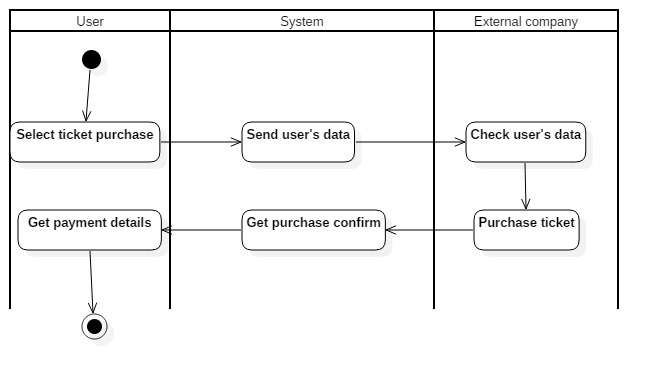 User
System
External company
Select ticket purchase
Send user's data
Check user's data
Get payment details
Get purchase confirm
Purchase ticket